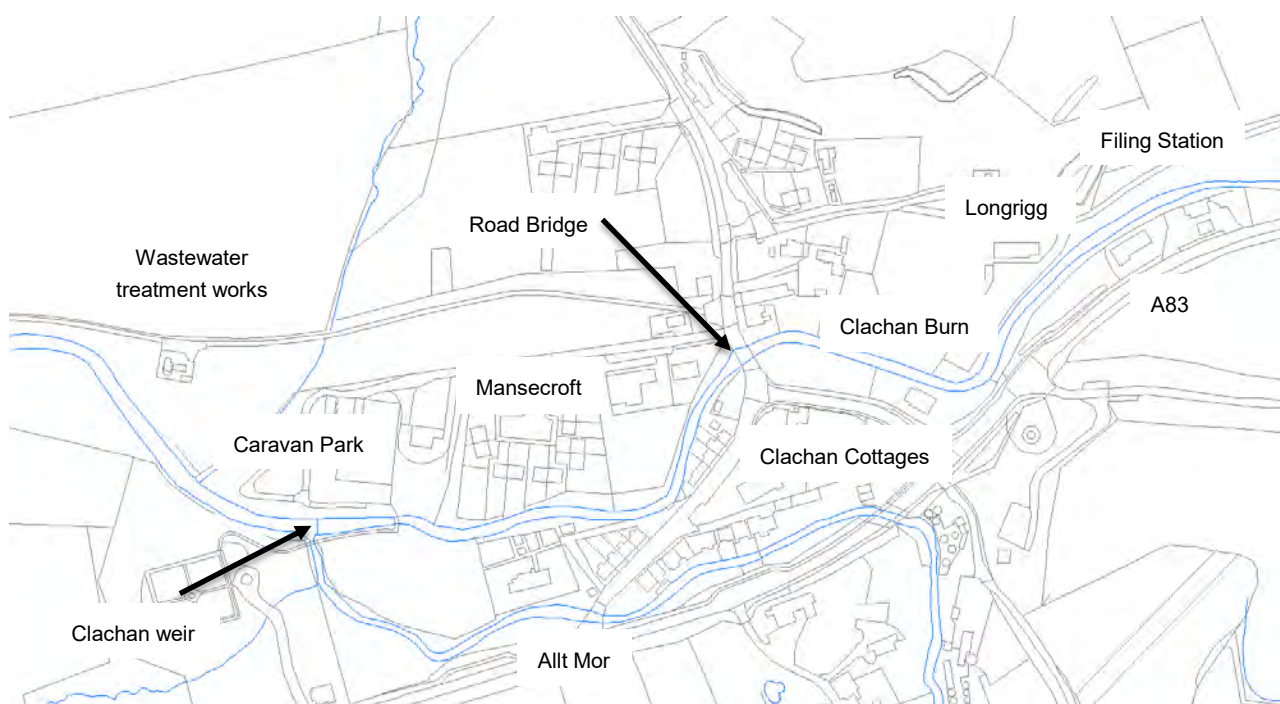 Filing Station
Longrigg
Road Bridge
Wastewater
treatment works
A83
Clachan Burn
Mansecroft
Caravan Park
Clachan Cottages
Clachan weir
Allt Mor